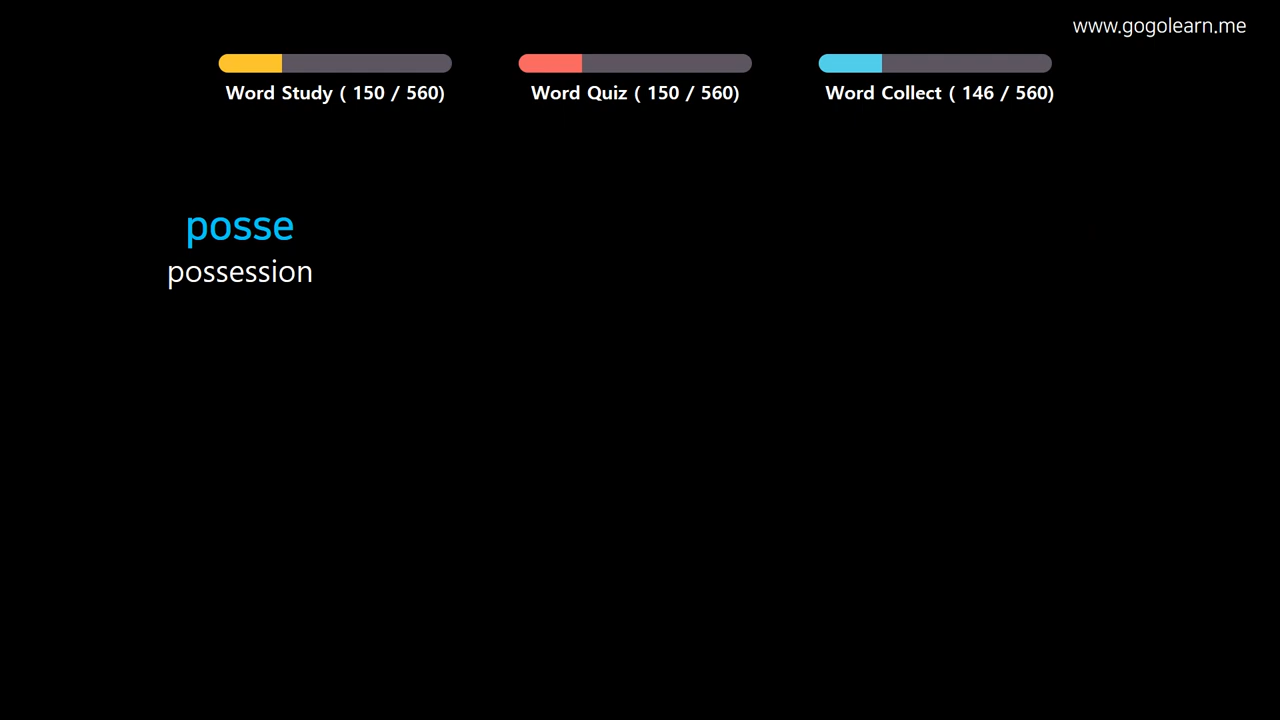 www.gogolearn.me
Word Study ( 150 / 560)
Word Quiz ( 150 / 560)
Word Collect ( 146 / 560)
posse
possession